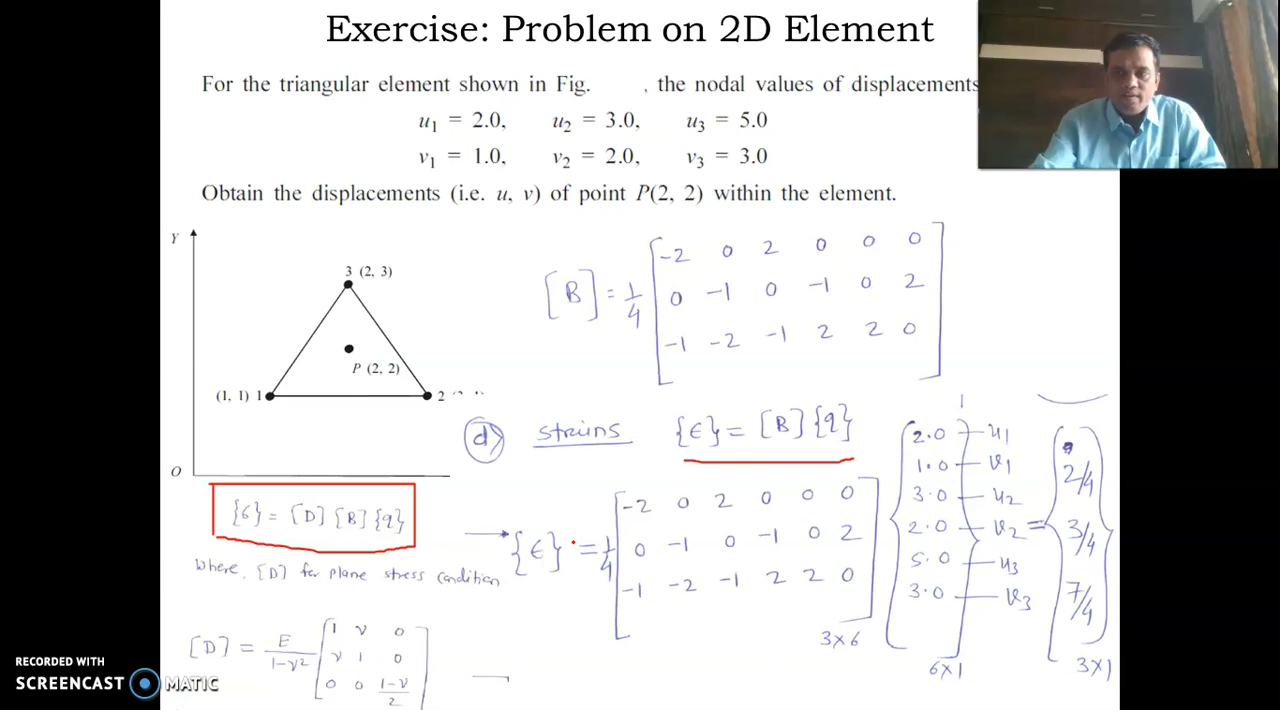 Exercise: Problem on 2D Element
For the triangular element shown in Fig. , the nodal values of displacements
u1 = 2.0, u2 = 3.0, u3 = 5.0
v1 = 1.0, v2 = 2.0, v3 = 3.0
Obtain the displacements (i.e. u, v) of point P(2, 2) within the element.
Y
3 (2, 3)
P (2, 2)
(1, 1) 1
2
O
[B] = 1/4
-2 0 2 0 0 0
0 -1 0 -1 0 2
-1 -2 -1 2 2 0
d) strains {ϵ} = [B] {q}
{ϵ} = 1/4
-2 0 2 0 0 0
0 -1 0 -1 0 2
-1 -2 -1 2 2 0
3×6
1
2.0 u1
1.0 v1
3.0 u2
2.0 v2
5.0 u3
3.0 v3
6×1
=
2/4
3/4
7/4
3×1
{σ} = [D] [B] {q}
Where, [D] for plane stress condition
[D] = E/1-ν²
1 ν 0
ν 1 0
0 0 1-ν/2
RECORDED WITH
SCREENCAST MATIC